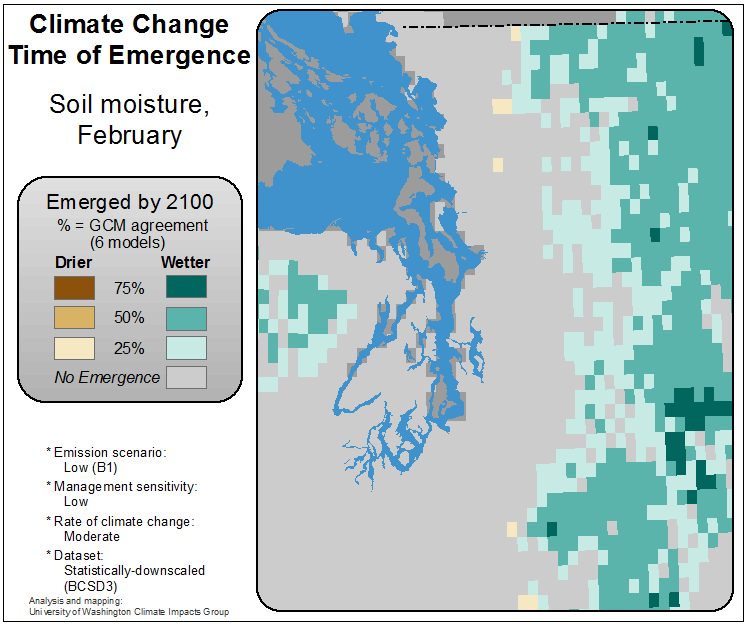 Climate Change
Time of Emergence
Soil moisture,
February
Emerged by 2100
% = GCM agreement
(6 models)
Drier Wetter
75%
50%
25%
No Emergence
* Emission scenario:
Low (B1)
* Management sensitivity:
Low
* Rate of climate change:
Moderate
* Dataset:
Statistically-downscaled
(BCSD3)
Analysis and mapping:
University of Washington Climate Impacts Group